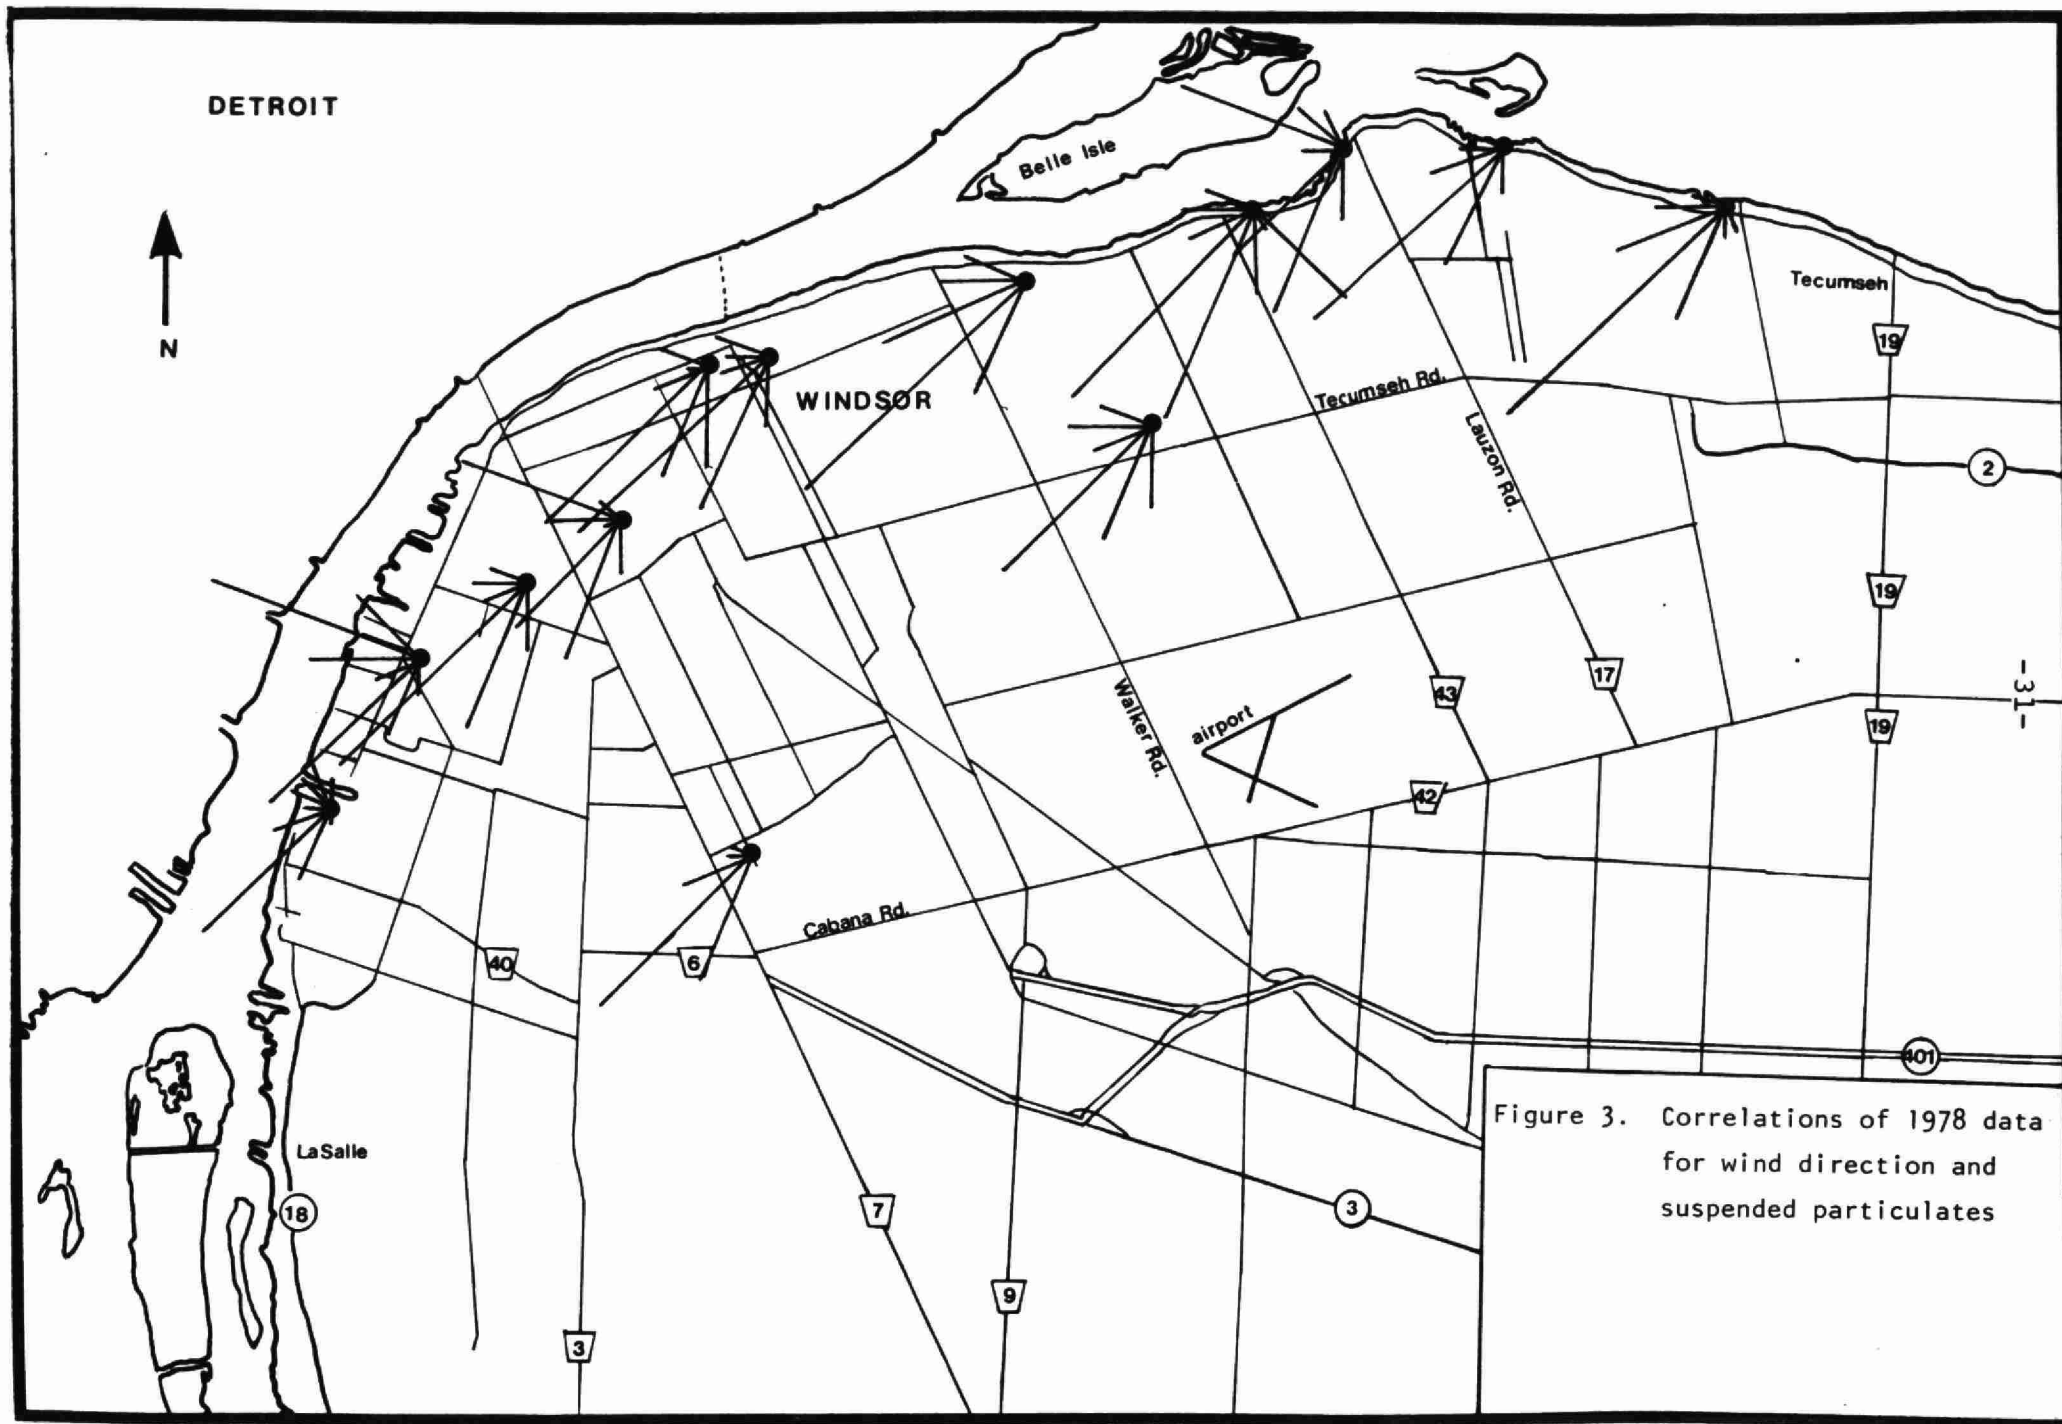 DETROIT
Belle Isle
N
Tecumseh
19
WINDSOR
Tecumseh Rd.
Lauzon Rd.
2
19
-31-
Walker Rd.
airport
43
17
19
42
Cabana Rd.
40
6
401
Figure 3. Correlations of 1978 data
for wind direction and
suspended particulates
LaSalle
18
7
3
9
3